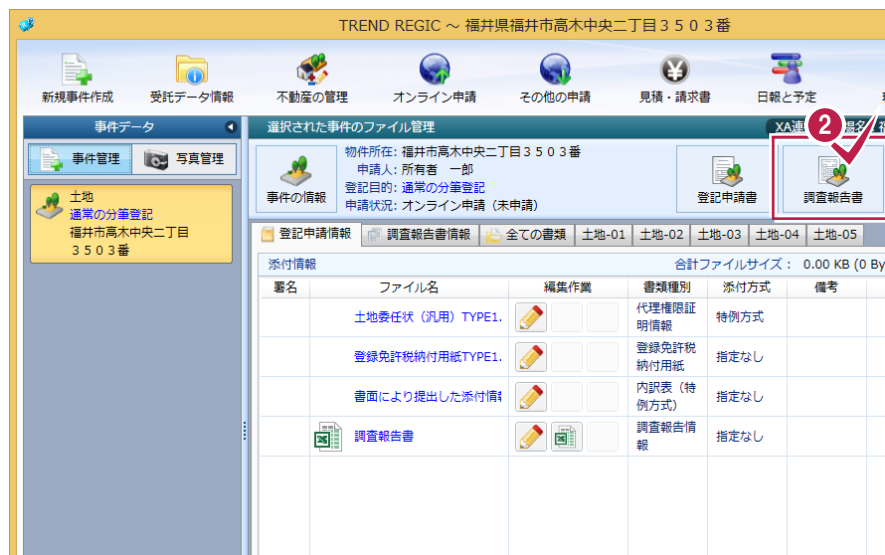 TREND REGIC ～ 福井県福井市高木中央二丁目３５０３番
新規事件作成
受託データ情報
不動産の管理
オンライン申請
その他の申請
見積・請求書
日報と予定
事件データ
選択された事件のファイル管理
XA連
2
事件管理
写真管理
土地
通常の分筆登記
福井市高木中央二丁目
３５０３番
事件の情報
物件所在: 福井市高木中央二丁目３５０３番
申請人: 所有者　一郎
登記目的: 通常の分筆登記
申請状況: オンライン申請（未申請）
登記申請書
調査報告書
登記申請情報
調査報告書情報
全ての書類
土地-01
土地-02
土地-03
土地-04
土地-05
添付情報
合計ファイルサイズ： 0.00 KB (0 By
署名
ファイル名
編集作業
書類種別
添付方式
備考
土地委任状（汎用）TYPE1.
代理権限証
明情報
特例方式
登録免許税納付用紙TYPE1.
登録免許税
納付用紙
指定なし
書面により提出した添付情
内訳表（特
例方式）
指定なし
調査報告書
調査報告情
報
指定なし